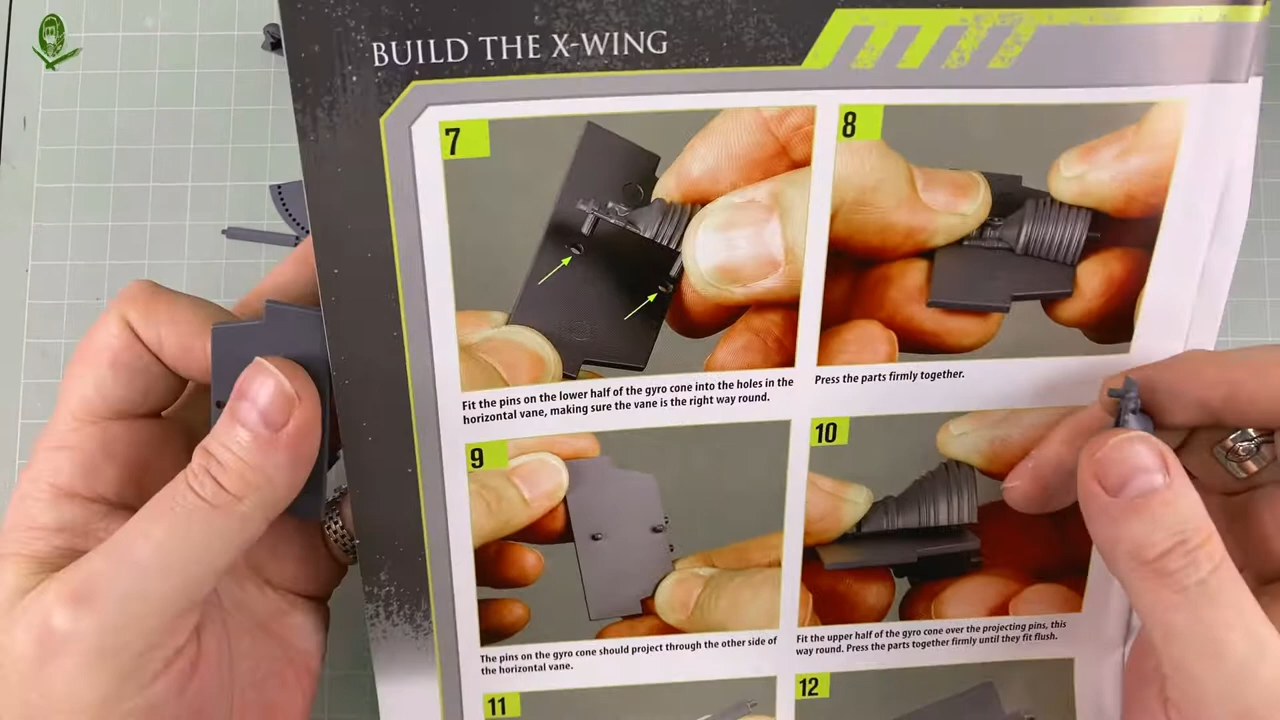 BUILD THE X-WING
7
8
Fit the pins on the lower half of the gyro cone into the holes in the
horizontal vane, making sure the vane is the right way round.
Press the parts firmly together.
9
10
The pins on the gyro cone should project through the other side of
the horizontal vane.
Fit the upper half of the gyro cone over the projecting pins, this
way round. Press the parts together firmly until they fit flush.
11
12